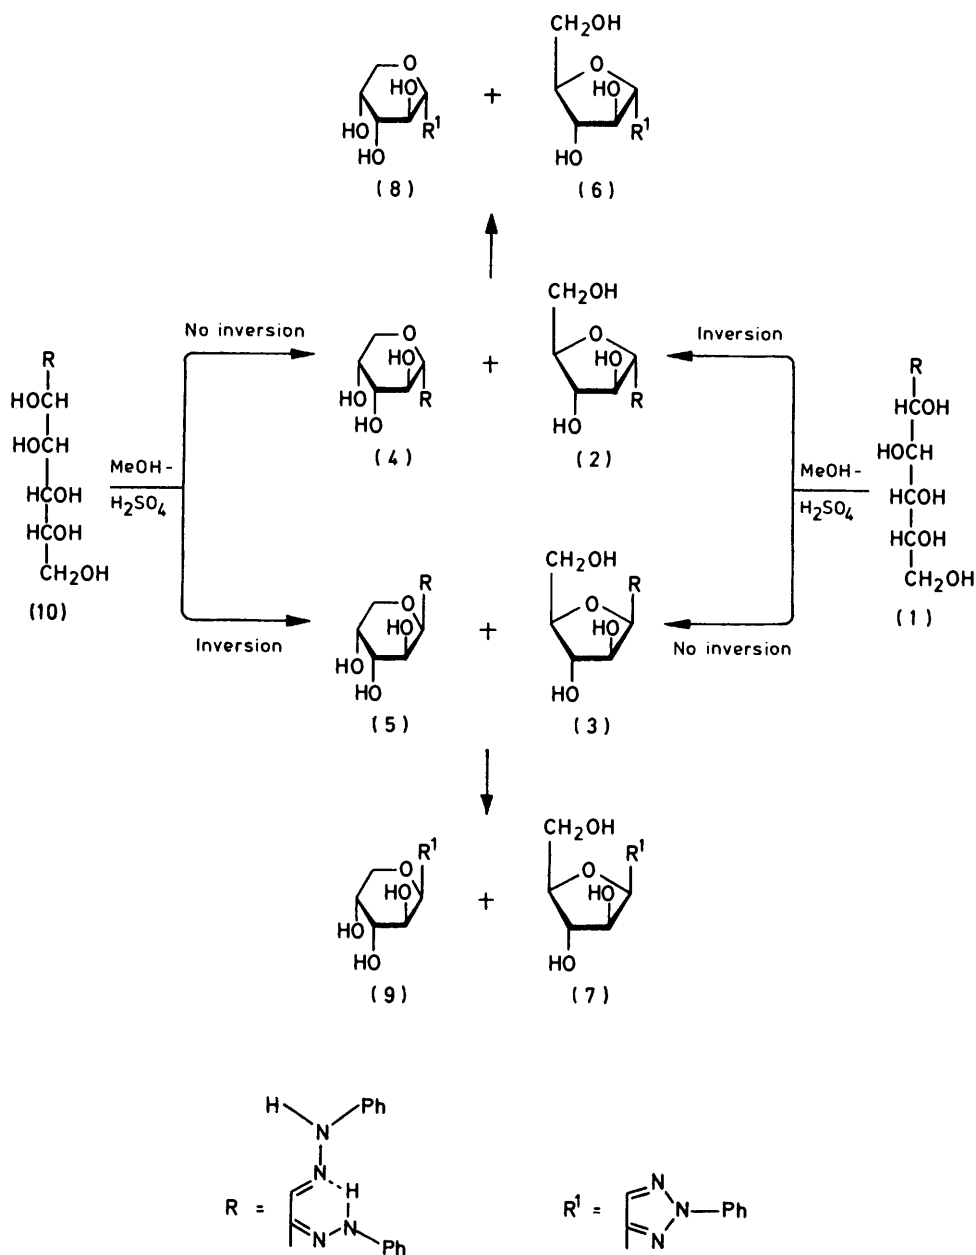 CH₂OH
O
HO
R¹
HO
HO
(8)
+
O
HO
R¹
HO
(6)
No inversion
CH₂OH
Inversion
R
HOCH
HOCH
HCOH
HCOH
CH₂OH
(10)
MeOH-
H₂SO₄
O
HO
R
HO
HO
(4)
+
O
HO
R
HO
(2)
MeOH-
H₂SO₄
R
HCOH
HOCH
HCOH
HCOH
CH₂OH
(1)
Inversion
R
O
HO
HO
HO
(5)
+
CH₂OH
R
O
HO
HO
(3)
No inversion
R¹
O
HO
HO
HO
(9)
+
CH₂OH
R¹
O
HO
HO
(7)
H
Ph
N
N
H
R =
N
N
Ph
R¹ =
N
N
N
Ph